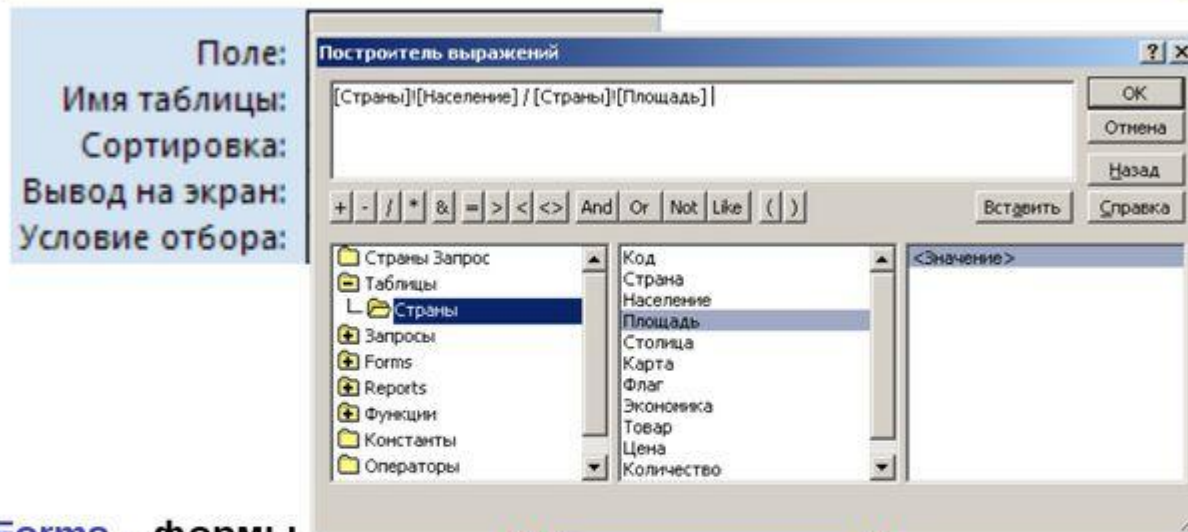 Поле:
Имя таблицы:
Сортировка:
Вывод на экран:
Условие отбора:
Построитель выражений
[Страны]![Население] / [Страны]![Площадь]
OK
Отмена
Назад
+ - / * & = > < <> And Or Not Like ( )
Вставить
Справка
Страны Запрос
Таблицы
Страны
Запросы
Forms
Reports
Функции
Константы
Операторы
Код
Страна
Население
Площадь
Столица
Карта
Флаг
Экономика
Товар
Цена
Количество
<Значение>
Forms формы